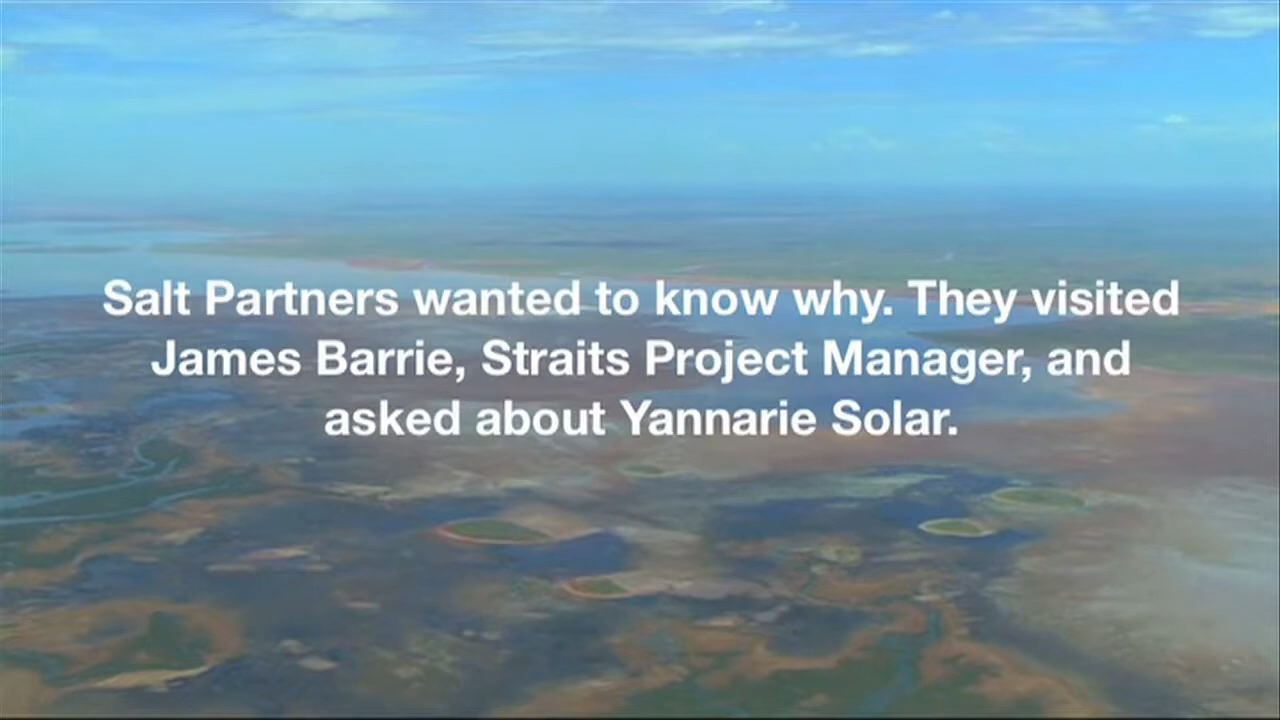 Salt Partners wanted to know why. They visited
James Barrie, Straits Project Manager, and
asked about Yannarie Solar.